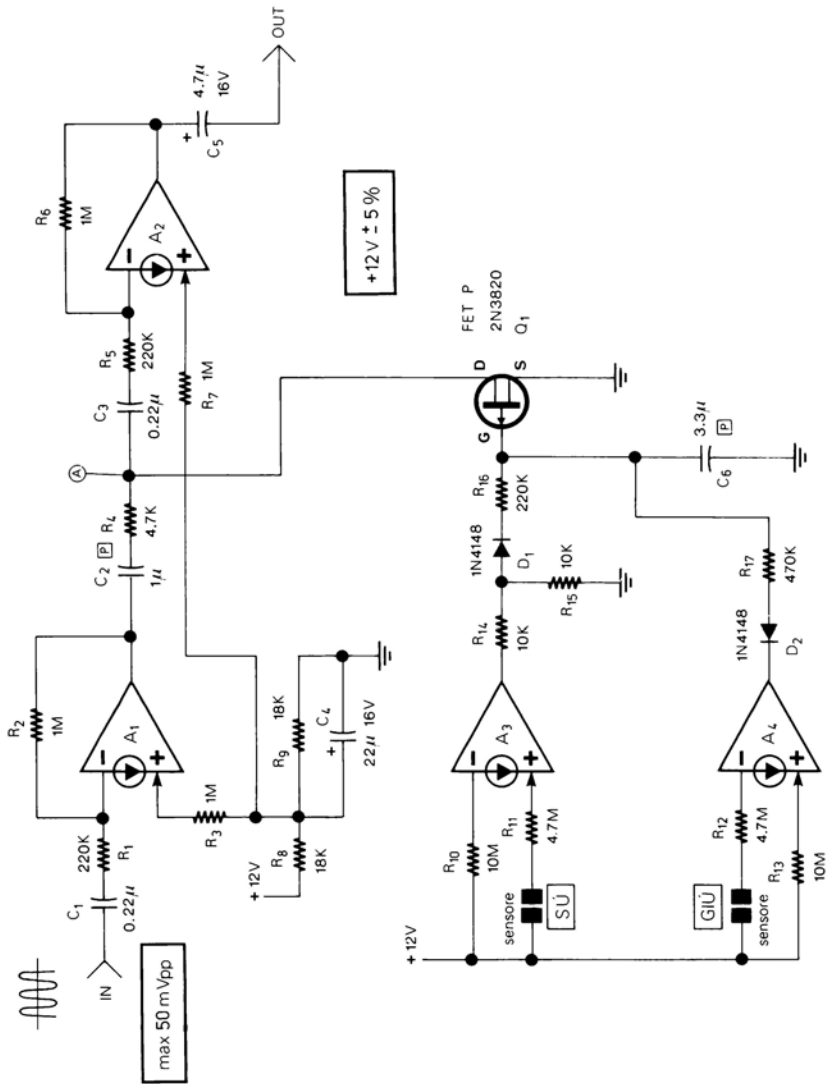 IN
max 50 mVpp
C1
0.22µ
220K
R1
R2
1M
−
+
A1
R3
1M
+12V
R8
18K
R9
18K
C4
+
22µ 16V
C2 P
1µ
R4
4.7K
A
C3
0.22µ
R5
220K
R6
1M
−
+
A2
R7
1M
+
4.7µ
16V
C5
OUT
+12V ± 5%
+12V
R10
10M
sensore
SÚ
R11
4.7M
−
+
A3
R14
10K
R15
10K
1N4148
D1
R16
220K
G
D
S
FET P
2N3820
Q1
3.3µ
P
C6
GIÚ
sensore
R12
4.7M
R13
10M
−
+
A4
1N4148
D2
R17
470K